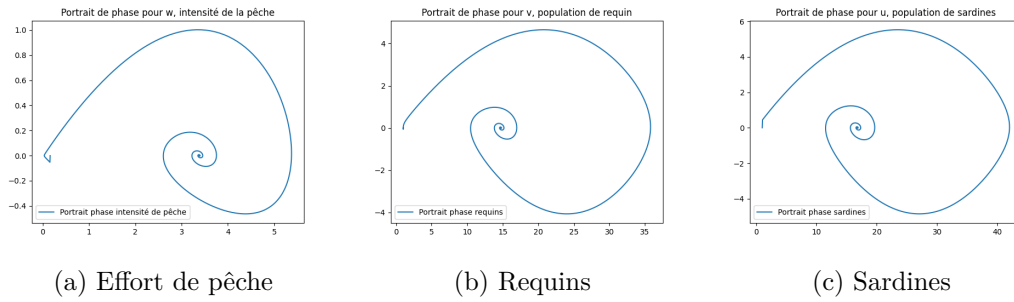 Portrait de phase pour w, intensité de la pêche
1.0
0.8
0.6
0.4
0.2
0.0
−0.2
−0.4
Portrait phase intensité de pêche
0 1 2 3 4 5
(a) Effort de pêche
Portrait de phase pour v, population de requin
4
2
0
−2
−4
Portrait phase requins
0 5 10 15 20 25 30 35
(b) Requins
Portrait de phase pour u, population de sardines
6
4
2
0
−2
−4
Portrait phase sardines
0 10 20 30 40
(c) Sardines